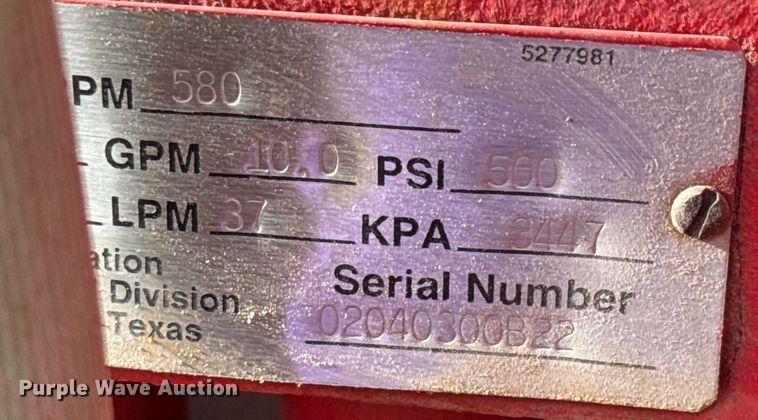 5277981
PM 580
GPM 10.0 PSI 500
LPM 37 KPA 3447
ation
Division Serial Number
Texas 02040300B22
Purple Wave Auction